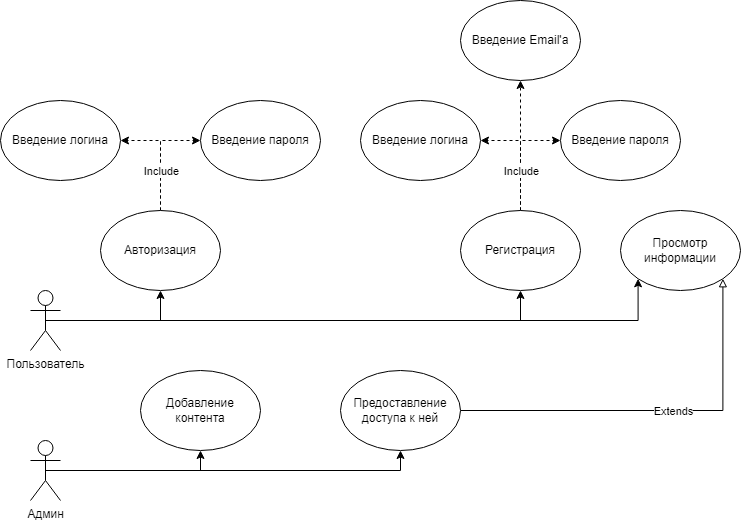 Введение Email'а
Введение логина
Введение пароля
Введение логина
Введение пароля
Include
Include
Авторизация
Регистрация
Просмотр
информации
Пользователь
Добавление
контента
Предоставление
доступа к ней
Extends
Админ